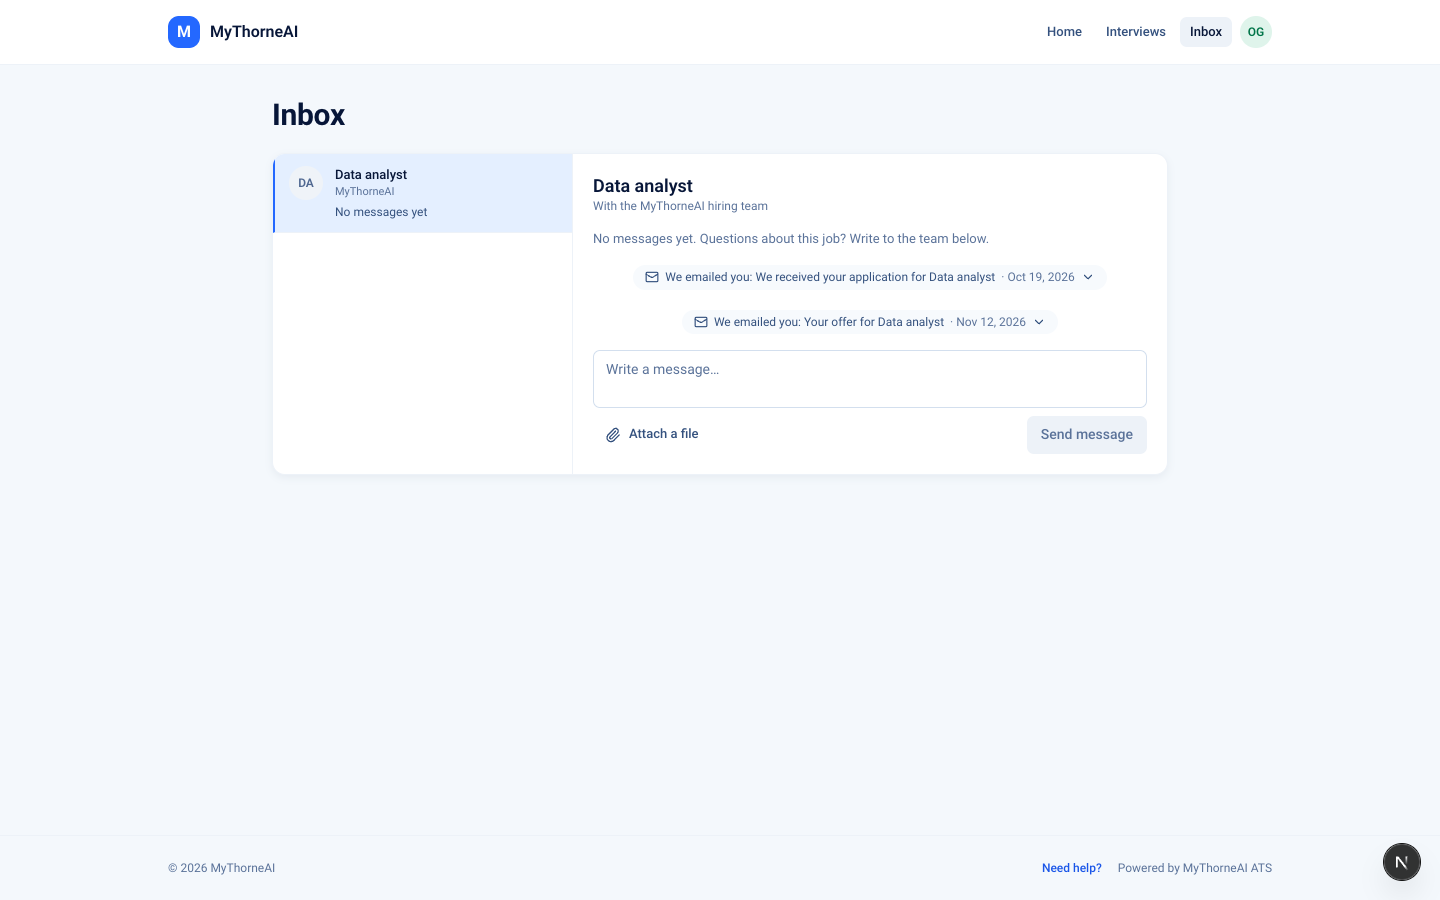 M MyThorneAI
Home Interviews Inbox OG
Inbox
DA
Data analyst
MyThorneAI
No messages yet
Data analyst
With the MyThorneAI hiring team
No messages yet. Questions about this job? Write to the team below.
We emailed you: We received your application for Data analyst · Oct 19, 2026
We emailed you: Your offer for Data analyst · Nov 12, 2026
Write a message...
Attach a file
Send message
© 2026 MyThorneAI
Need help? Powered by MyThorneAI ATS
N